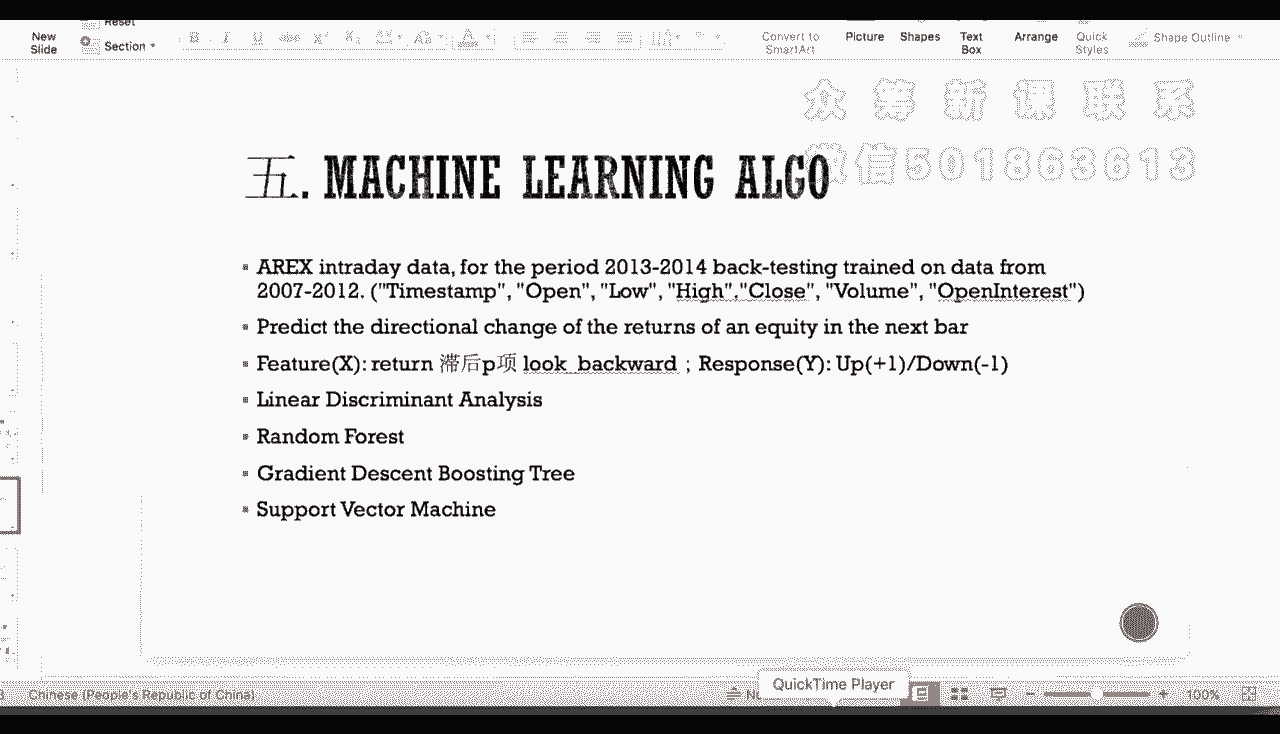 Reset
New
Slide
Section
B I U abc X² X₂
Convert to
SmartArt
Picture
Shapes
Text
Box
Arrange
Quick
Styles
Shape Outline
众筹新课联系
微信501863613
五. MACHINE LEARNING ALGO
AREX intraday data, for the period 2013-2014 back-testing trained on data from
2007-2012. ("Timestamp", "Open", "Low", "High","Close", "Volume", "OpenInterest")
Predict the directional change of the returns of an equity in the next bar
Feature(X): return 滞后p项 look_backward ; Response(Y): Up(+1)/Down(-1)
Linear Discriminant Analysis
Random Forest
Gradient Descent Boosting Tree
Support Vector Machine
QuickTime Player
Chinese (People's Republic of China)
100%